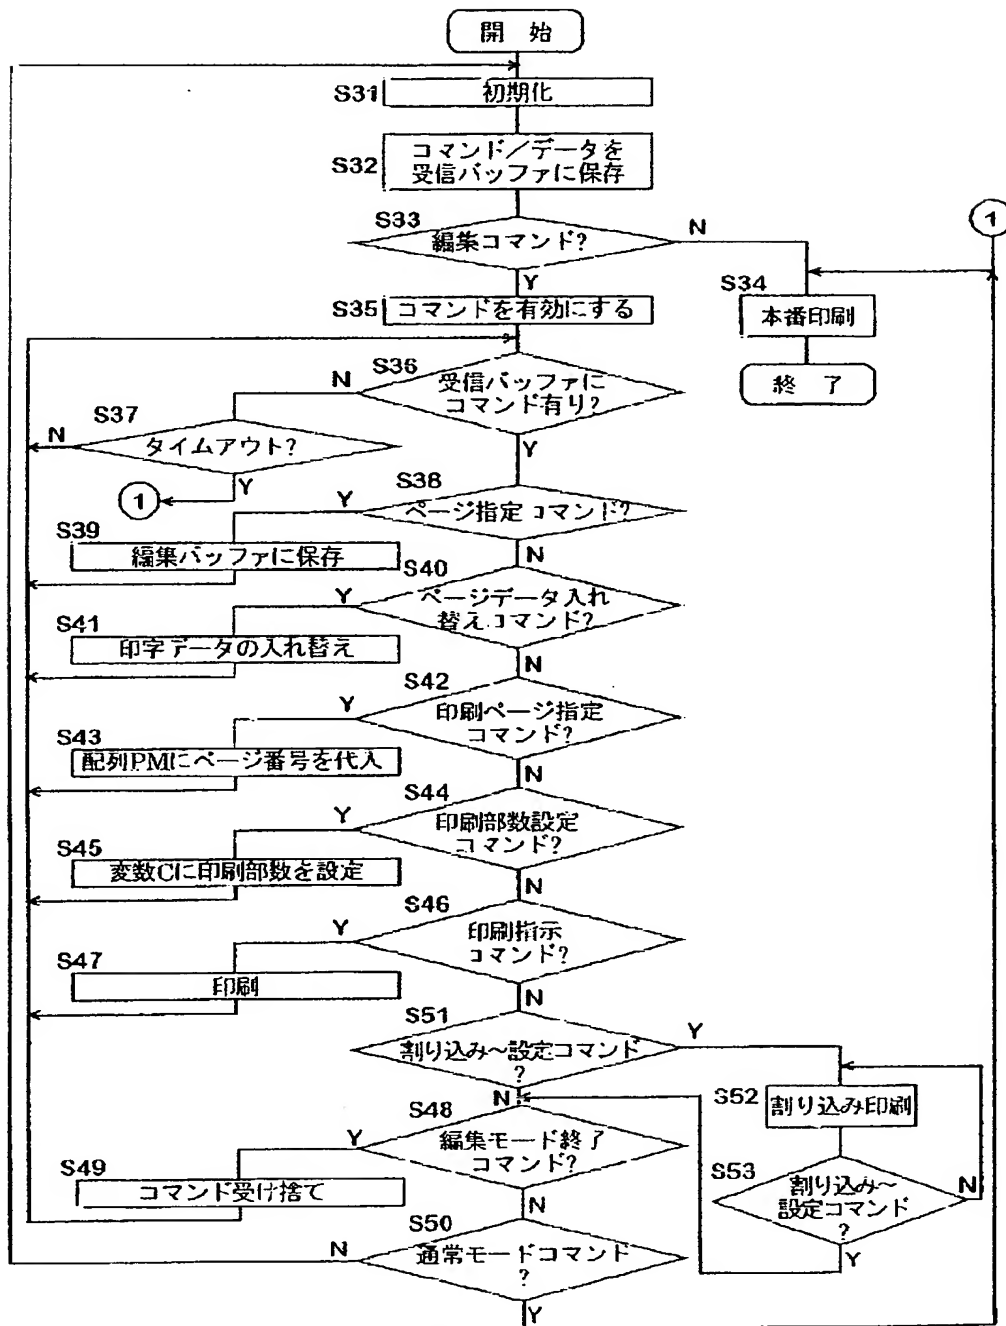 開 始
S31
初期化
S32
コマンド／データを
受信バッファに保存
S33
編集コマンド?
N
1
Y
S34
本番印刷
終 了
S35
コマンドを有効にする
S36
受信バッファに
コマンド有り?
N
S37
タイムアウト?
N
Y
Y
1
S38
ページ指定コマンド?
Y
S39
編集バッファに保存
N
S40
ページデータ入れ
替えコマンド?
Y
S41
印字データの入れ替え
N
S42
印刷ページ指定
コマンド?
Y
S43
配列PMにページ番号を代入
N
S44
印刷部数設定
コマンド?
Y
S45
変数Cに印刷部数を設定
N
S46
印刷指示
コマンド?
Y
S47
印刷
N
S51
割り込み～設定コマンド
?
Y
N
S52
割り込み印刷
S53
割り込み～
設定コマンド
?
N
Y
S48
編集モード終了
コマンド?
Y
S49
コマンド受け捨て
N
S50
通常モードコマンド
?
N
Y